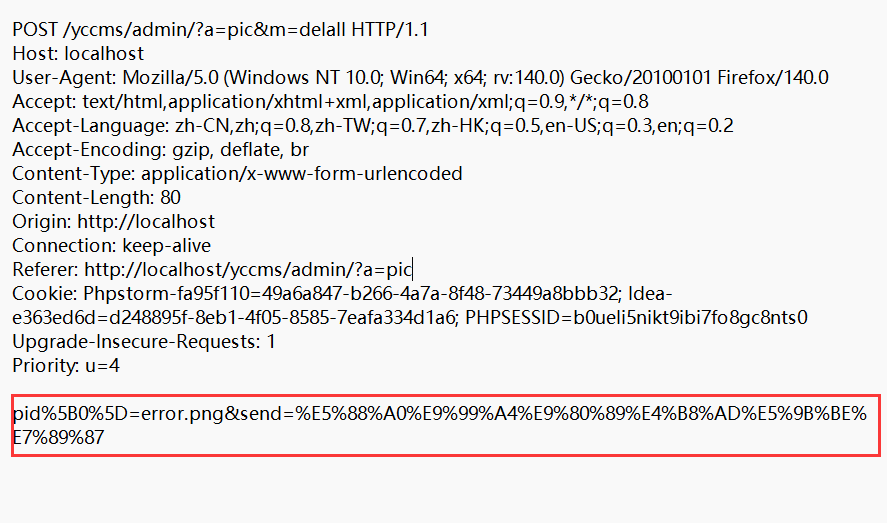 POST /yccms/admin/?a=pic&m=delall HTTP/1.1
Host: localhost
User-Agent: Mozilla/5.0 (Windows NT 10.0; Win64; x64; rv:140.0) Gecko/20100101 Firefox/140.0
Accept: text/html,application/xhtml+xml,application/xml;q=0.9,*/*;q=0.8
Accept-Language: zh-CN,zh;q=0.8,zh-TW;q=0.7,zh-HK;q=0.5,en-US;q=0.3,en;q=0.2
Accept-Encoding: gzip, deflate, br
Content-Type: application/x-www-form-urlencoded
Content-Length: 80
Origin: http://localhost
Connection: keep-alive
Referer: http://localhost/yccms/admin/?a=pic
Cookie: Phpstorm-fa95f110=49a6a847-b266-4a7a-8f48-73449a8bbb32; Idea-
e363ed6d=d248895f-8eb1-4f05-8585-7eafa334d1a6; PHPSESSID=b0ueli5nikt9ibi7fo8gc8nts0
Upgrade-Insecure-Requests: 1
Priority: u=4
pid%5B0%5D=error.png&send=%E5%88%A0%E9%99%A4%E9%80%89%E4%B8%AD%E5%9B%BE%
E7%89%87